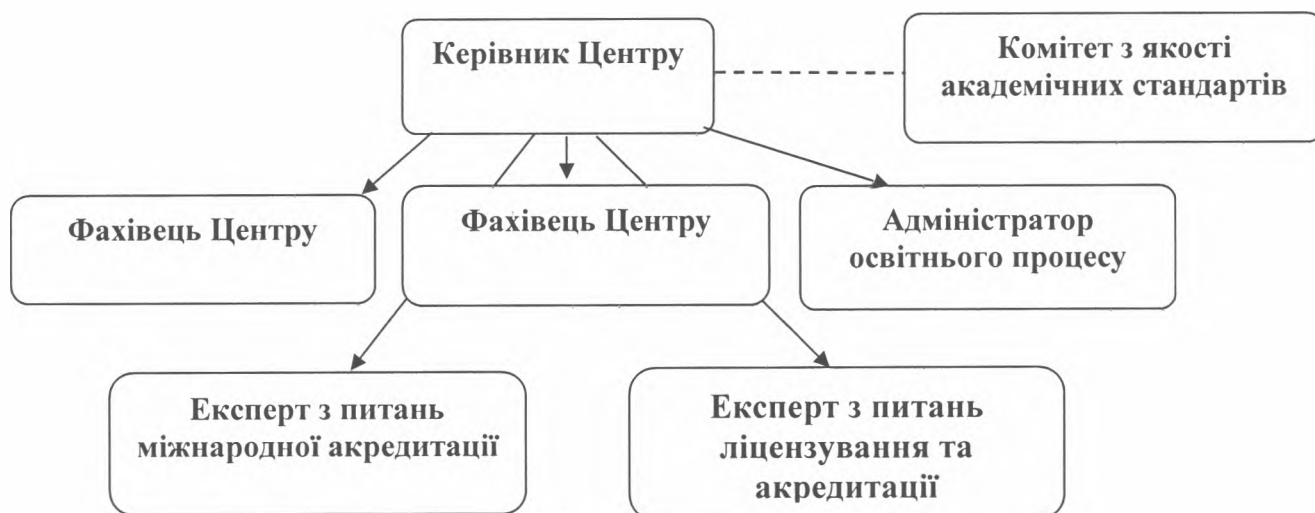 Керівник Центру
Комітет з якості
академічних стандартів
Фахівець Центру
Фахівець Центру
Адміністратор
освітнього процесу
Експерт з питань
міжнародної акредитації
Експерт з питань
ліцензування та
акредитації